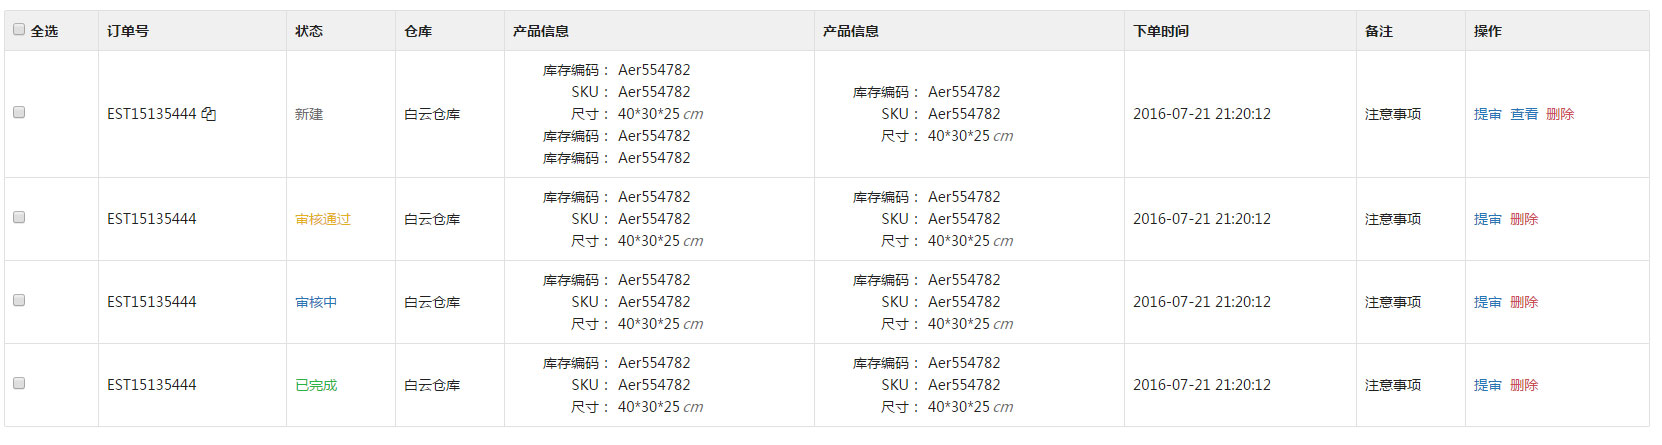 全选 订单号 状态 仓库 产品信息 产品信息 下单时间 备注 操作
库存编码： Aer554782
SKU： Aer554782
尺寸： 40*30*25 cm
库存编码： Aer554782
库存编码： Aer554782
库存编码： Aer554782
SKU： Aer554782
尺寸： 40*30*25 cm
EST15135444 新建 白云仓库 2016-07-21 21:20:12 注意事项 提审 查看 删除
库存编码： Aer554782
SKU： Aer554782
尺寸： 40*30*25 cm
库存编码： Aer554782
SKU： Aer554782
尺寸： 40*30*25 cm
EST15135444 审核通过 白云仓库 2016-07-21 21:20:12 注意事项 提审 删除
库存编码： Aer554782
SKU： Aer554782
尺寸： 40*30*25 cm
库存编码： Aer554782
SKU： Aer554782
尺寸： 40*30*25 cm
EST15135444 审核中 白云仓库 2016-07-21 21:20:12 注意事项 提审 删除
库存编码： Aer554782
SKU： Aer554782
尺寸： 40*30*25 cm
库存编码： Aer554782
SKU： Aer554782
尺寸： 40*30*25 cm
EST15135444 已完成 白云仓库 2016-07-21 21:20:12 注意事项 提审 删除